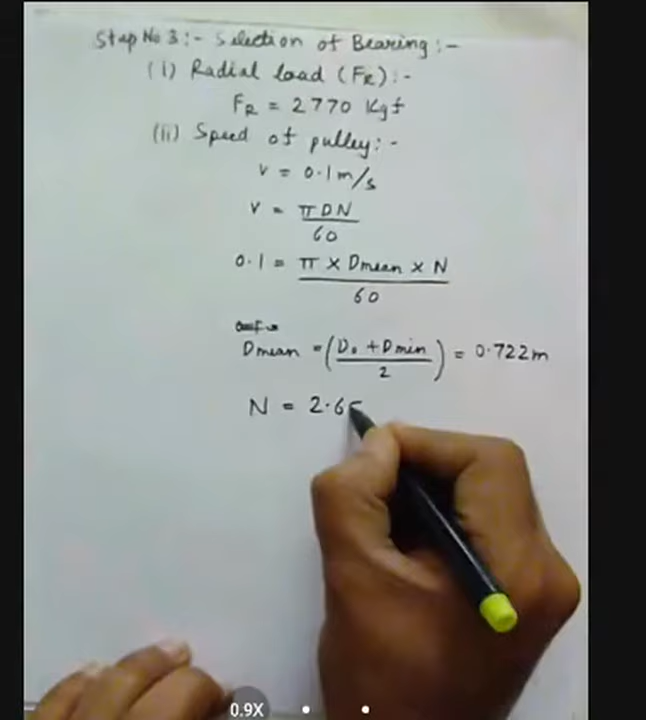 Step No 3:- Selection of Bearing:-
(i) Radial load (FR):-
FR = 2770 Kgf
(ii) Speed of pulley:-
V = 0.1 m/s
V = πDN / 60
0.1 = π × Dmean × N / 60
Dmean = (Do + Dmin / 2) = 0.722m
N = 2.6
0.9X